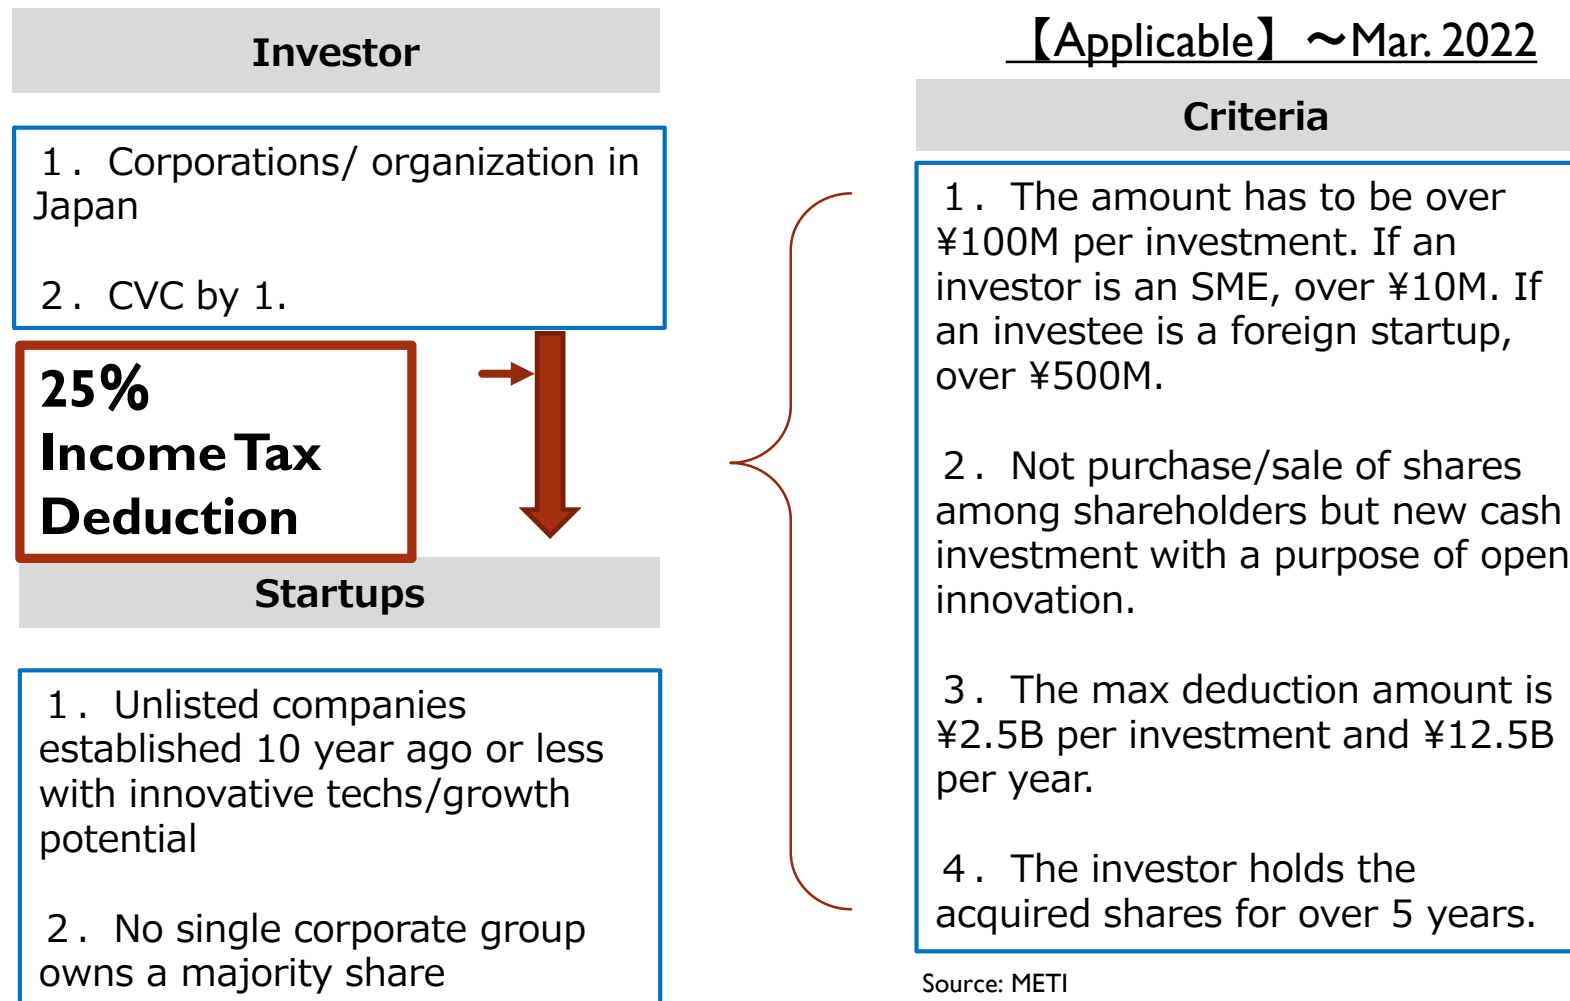 Investor
１．Corporations/ organization in
Japan
２．CVC by 1.
25%
Income Tax
Deduction
Startups
１．Unlisted companies
established 10 year ago or less
with innovative techs/growth
potential
２．No single corporate group
owns a majority share
【Applicable】～Mar. 2022
Criteria
１．The amount has to be over
¥100M per investment. If an
investor is an SME, over ¥10M. If
an investee is a foreign startup,
over ¥500M.
２．Not purchase/sale of shares
among shareholders but new cash
investment with a purpose of open
innovation.
３．The max deduction amount is
¥2.5B per investment and ¥12.5B
per year.
４．The investor holds the
acquired shares for over 5 years.
Source: METI